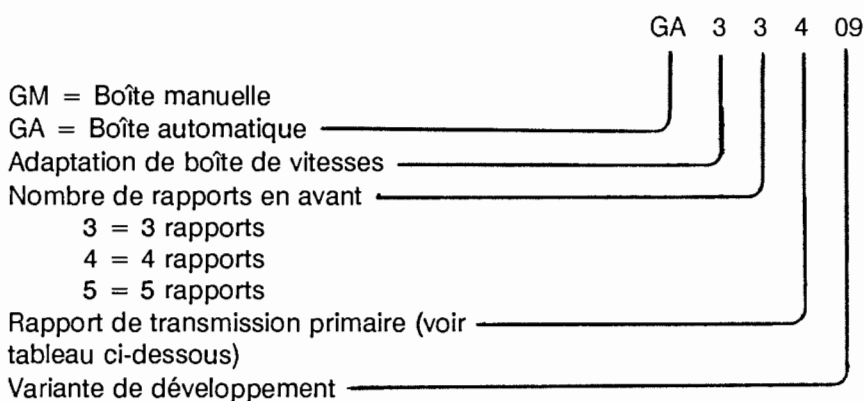 GA 3 3 4 09
GM = Boîte manuelle
GA = Boîte automatique
Adaptation de boîte de vitesses
Nombre de rapports en avant
3 = 3 rapports
4 = 4 rapports
5 = 5 rapports
Rapport de transmission primaire (voir
tableau ci-dessous)
Variante de développement